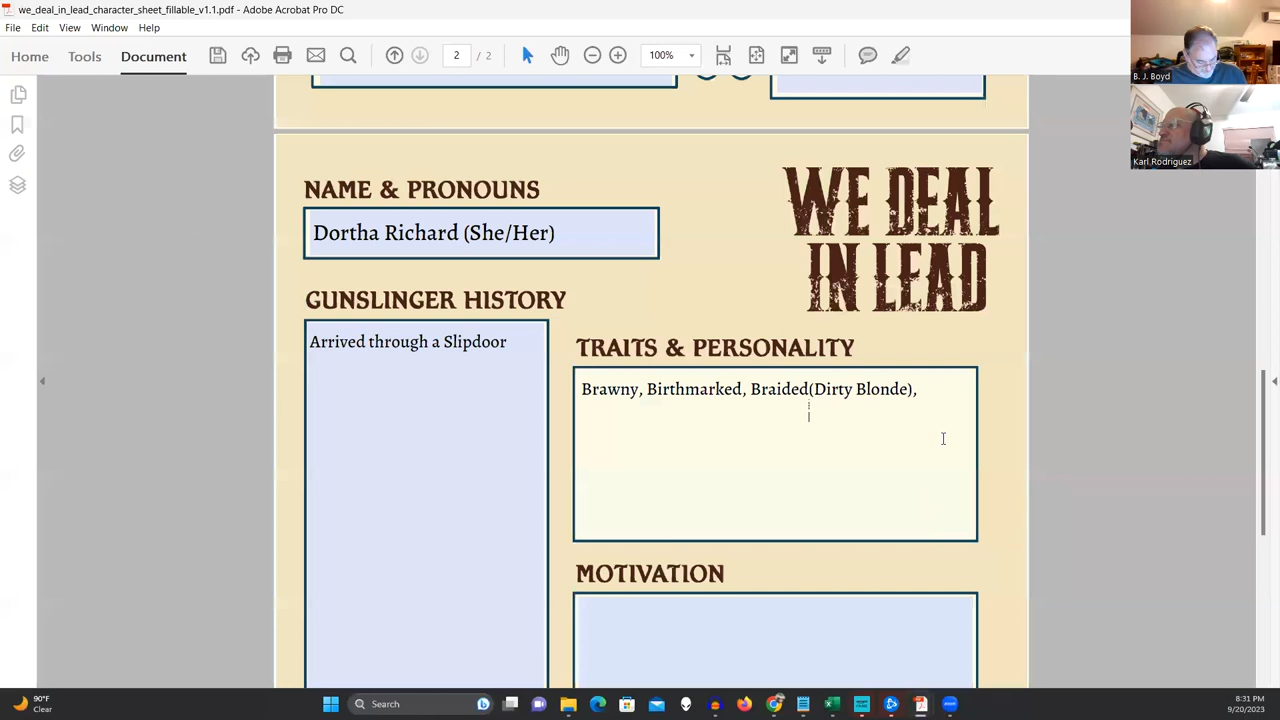 we_deal_in_lead_character_sheet_fillable_v1.1.pdf - Adobe Acrobat Pro DC
File Edit View Window Help
Home Tools Document 2 / 2 100%
B. J. Boyd
Karl Rodriguez
NAME & PRONOUNS
Dortha Richard (She/Her)
WE DEAL
IN LEAD
GUNSLINGER HISTORY
Arrived through a Slipdoor
TRAITS & PERSONALITY
Brawny, Birthmarked, Braided(Dirty Blonde),
MOTIVATION
90°F
Clear
Search
8:31 PM
9/20/2023